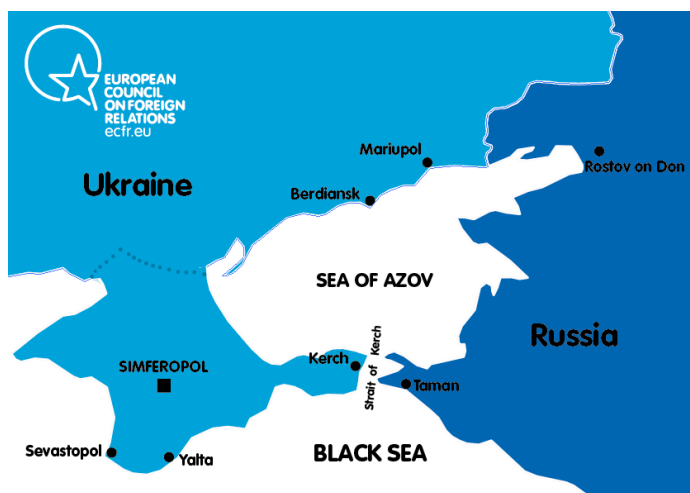 EUROPEAN
COUNCIL
ON FOREIGN
RELATIONS
ecfr.eu
Mariupol
Rostov on Don
Ukraine
Berdiansk
SEA OF AZOV
Russia
Strait of Kerch
Kerch
SIMFEROPOL
Taman
Sevastopol
Yalta
BLACK SEA